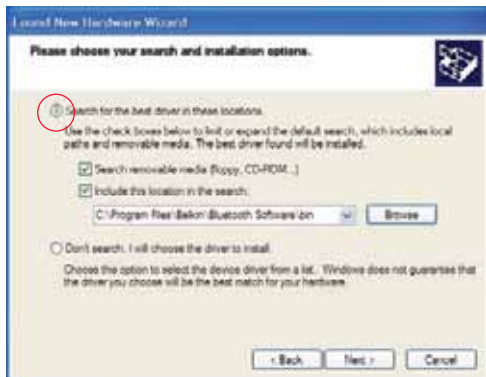 Found New Hardware Wizard
Please choose your search and installation options.
Search for the best driver in these locations.
Use the check boxes below to limit or expand the default search, which includes local
paths and removable media. The best driver found will be installed.
Search removable media (floppy, CD-ROM...)
Include this location in the search:
C:\Program Files\Belkin\Bluetooth Software\bin
Browse
Don't search. I will choose the driver to install.
Choose this option to select the device driver from a list. Windows does not guarantee that
the driver you choose will be the best match for your hardware.
< Back
Next >
Cancel